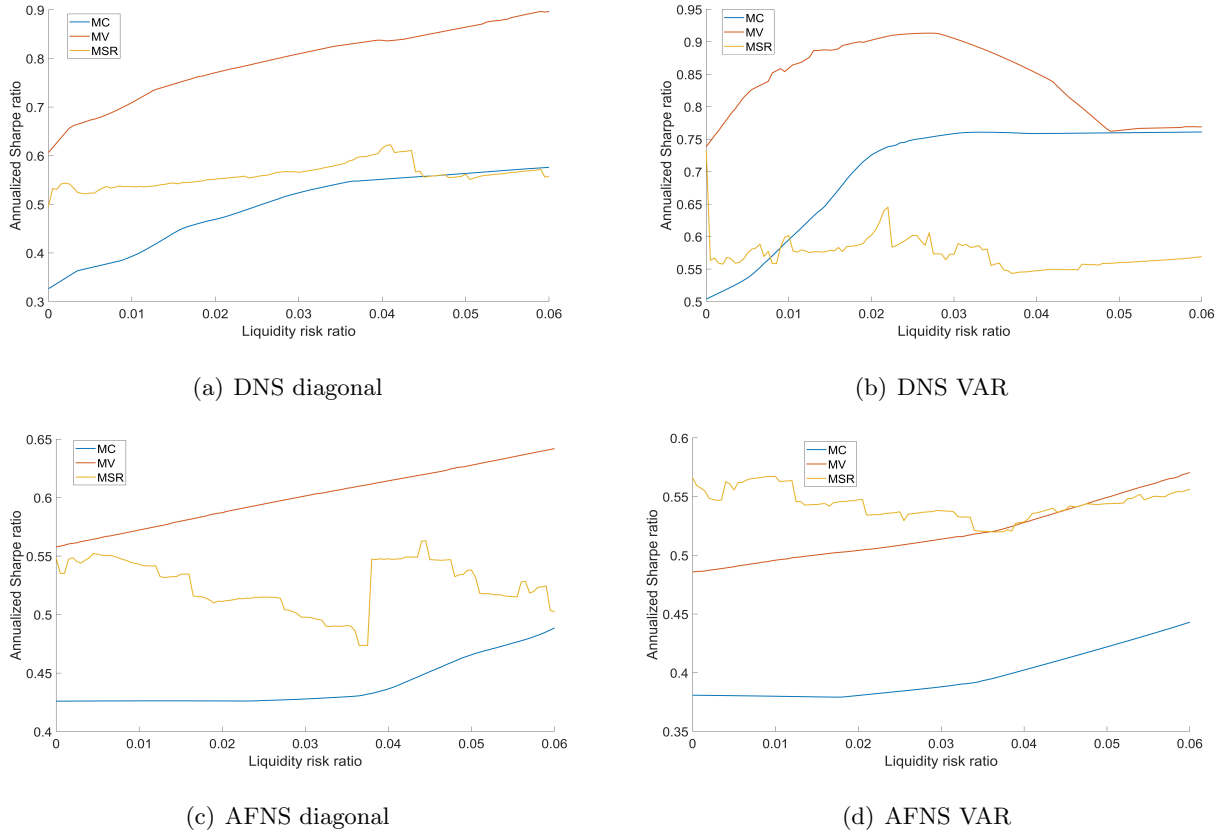 0.9
0.8
0.7
0.6
0.5
0.4
0.3
Annualized Sharpe ratio
MC
MV
MSR
0 0.01 0.02 0.03 0.04 0.05 0.06
Liquidity risk ratio
(a) DNS diagonal
0.95
0.9
0.85
0.8
0.75
0.7
0.65
0.6
0.55
0.5
Annualized Sharpe ratio
MC
MV
MSR
0 0.01 0.02 0.03 0.04 0.05 0.06
Liquidity risk ratio
(b) DNS VAR
0.65
0.6
0.55
0.5
0.45
0.4
Annualized Sharpe ratio
MC
MV
MSR
0 0.01 0.02 0.03 0.04 0.05 0.06
Liquidity risk ratio
(c) AFNS diagonal
0.6
0.55
0.5
0.45
0.4
0.35
Annualized Sharpe ratio
MC
MV
MSR
0 0.01 0.02 0.03 0.04 0.05 0.06
Liquidity risk ratio
(d) AFNS VAR